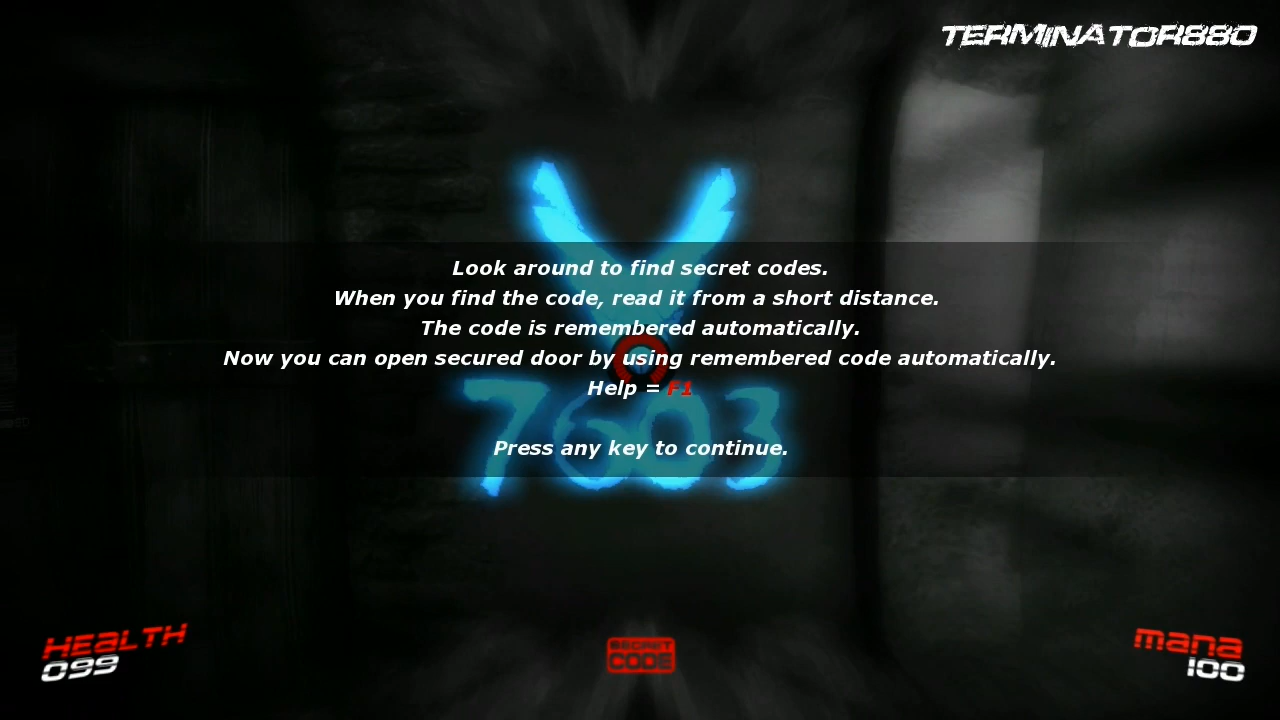 TERMINATOR880
Look around to find secret codes.
When you find the code, read it from a short distance.
The code is remembered automatically.
Now you can open secured door by using remembered code automatically.
Help = F1
7603
Press any key to continue.
HEALTH
099
SECRET
CODE
mana
100